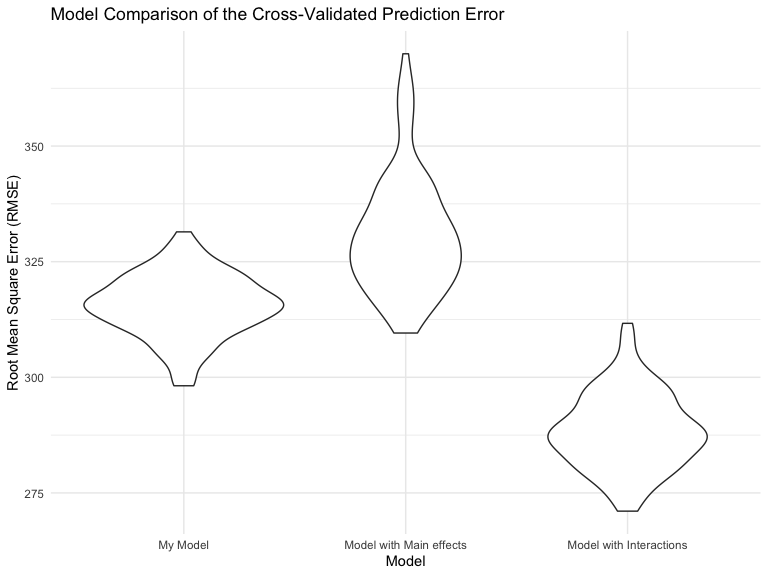 Model Comparison of the Cross-Validated Prediction Error
Root Mean Square Error (RMSE)
350
325
300
275
My Model
Model with Main effects
Model with Interactions
Model